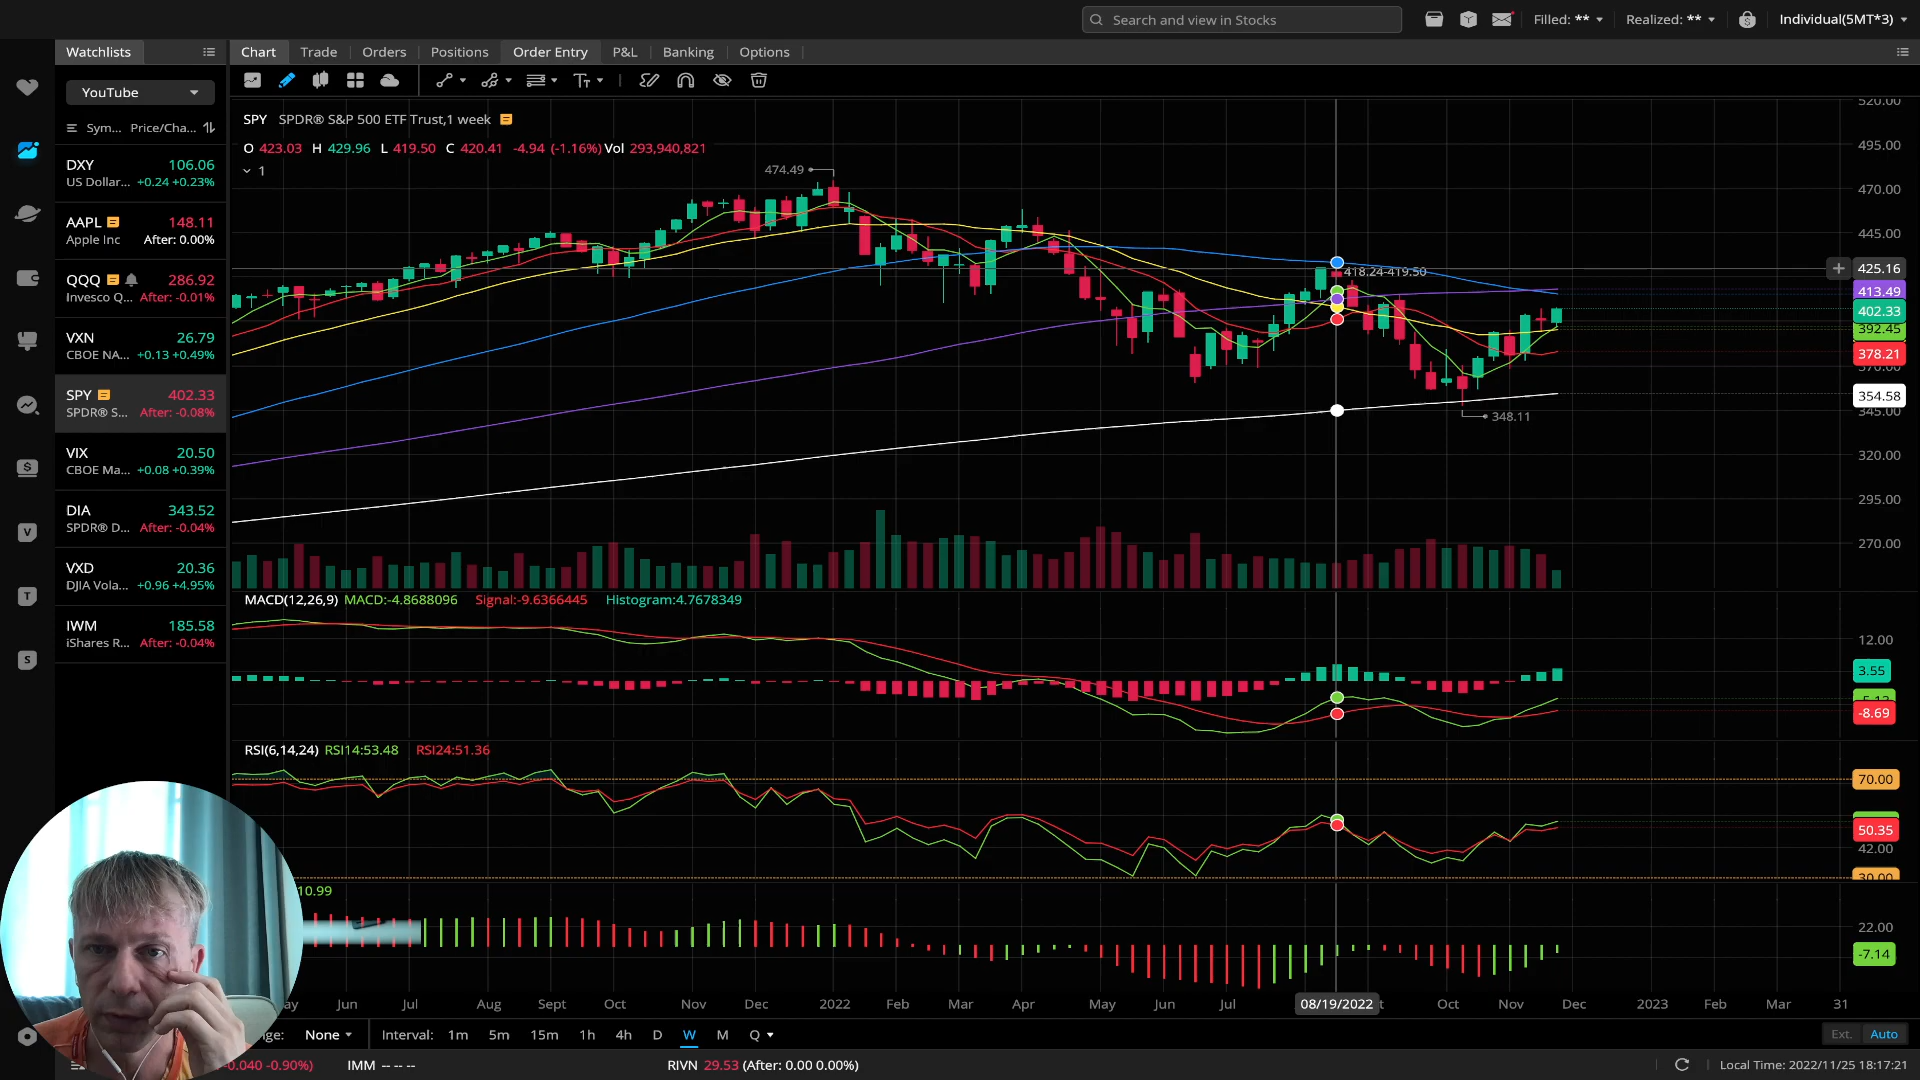 Search and view in Stocks
Filled: **
Realized: **
Individual(5MT*3)
Watchlists
Chart Trade Orders Positions Order Entry P&L Banking Options
YouTube
Sym... Price/Cha...
DXY 106.06
US Dollar... +0.24 +0.23%
AAPL 148.11
Apple Inc After: 0.00%
QQQ 286.92
Invesco Q... After: -0.01%
VXN 26.79
CBOE NA... +0.13 +0.49%
SPY 402.33
SPDR® S... After: -0.08%
VIX 20.50
CBOE Ma... +0.08 +0.39%
DIA 343.52
SPDR® D... After: -0.04%
VXD 20.36
DJIA Vola... +0.96 +4.95%
IWM 185.58
iShares R... After: -0.04%
SPY SPDR® S&P 500 ETF Trust,1 week
O 423.03 H 429.96 L 419.50 C 420.41 -4.94 (-1.16%) Vol 293,940,821
1
474.49
418.24-419.50
348.11
520.00
495.00
470.00
445.00
425.16
413.49
402.33
392.45
378.21
370.00
354.58
345.00
320.00
295.00
270.00
MACD(12,26,9) MACD:-4.8688096 Signal:-9.6366445 Histogram:4.7678349
12.00
3.55
-8.69
RSI(6,14,24) RSI14:53.48 RSI24:51.36
70.00
50.35
42.00
30.00
10.99
22.00
-7.14
Jun Jul Aug Sept Oct Nov Dec 2022 Feb Mar Apr May Jun Jul 08/19/2022 Oct Nov Dec 2023 Feb Mar 31
None Interval: 1m 5m 15m 1h 4h D W M Q
Ext. Auto
-0.040 -0.90%)
IMM -- -- --
RIVN 29.53 (After: 0.00 0.00%)
Local Time: 2022/11/25 18:17:21